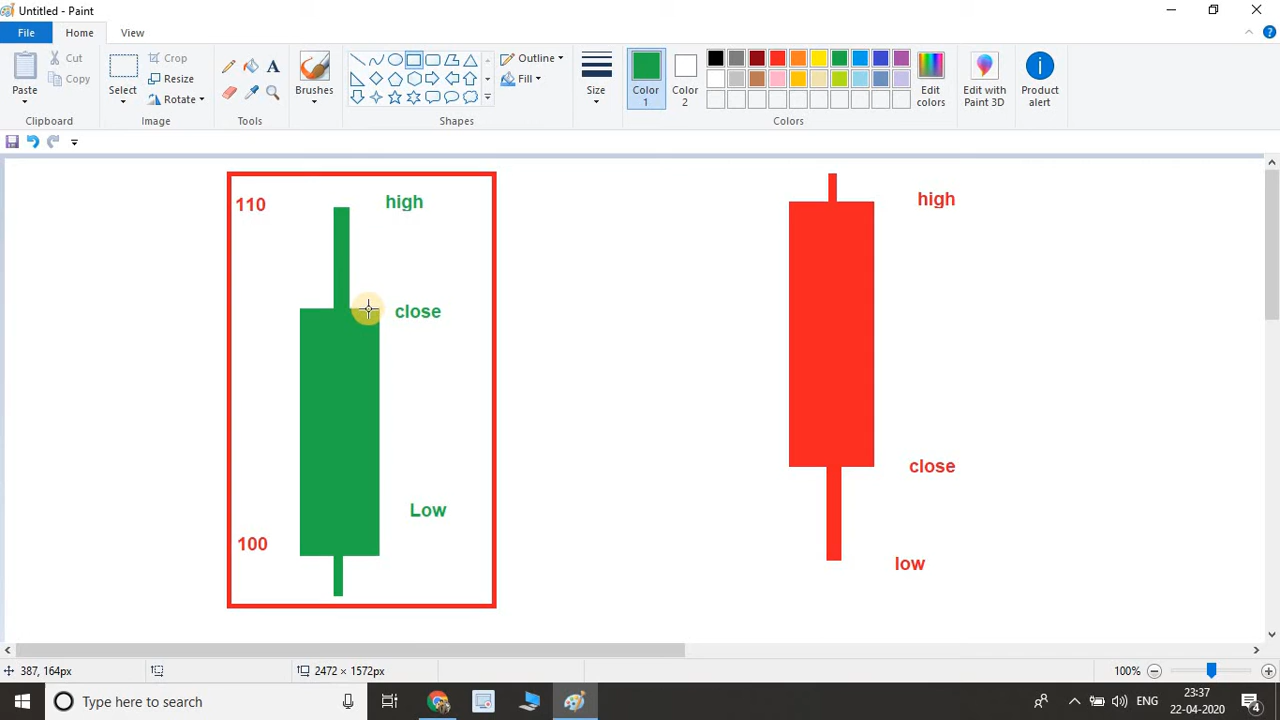 Untitled - Paint
File
Home
View
Paste
Cut
Copy
Clipboard
Select
Crop
Resize
Rotate
Image
A
Tools
Brushes
Outline
Fill
Shapes
Size
Color 1
Color 2
Edit colors
Colors
Edit with Paint 3D
Product alert
110
high
close
Low
100
high
close
low
387, 164px
2472 × 1572px
100%
Type here to search
ENG
23:37
22-04-2020
4